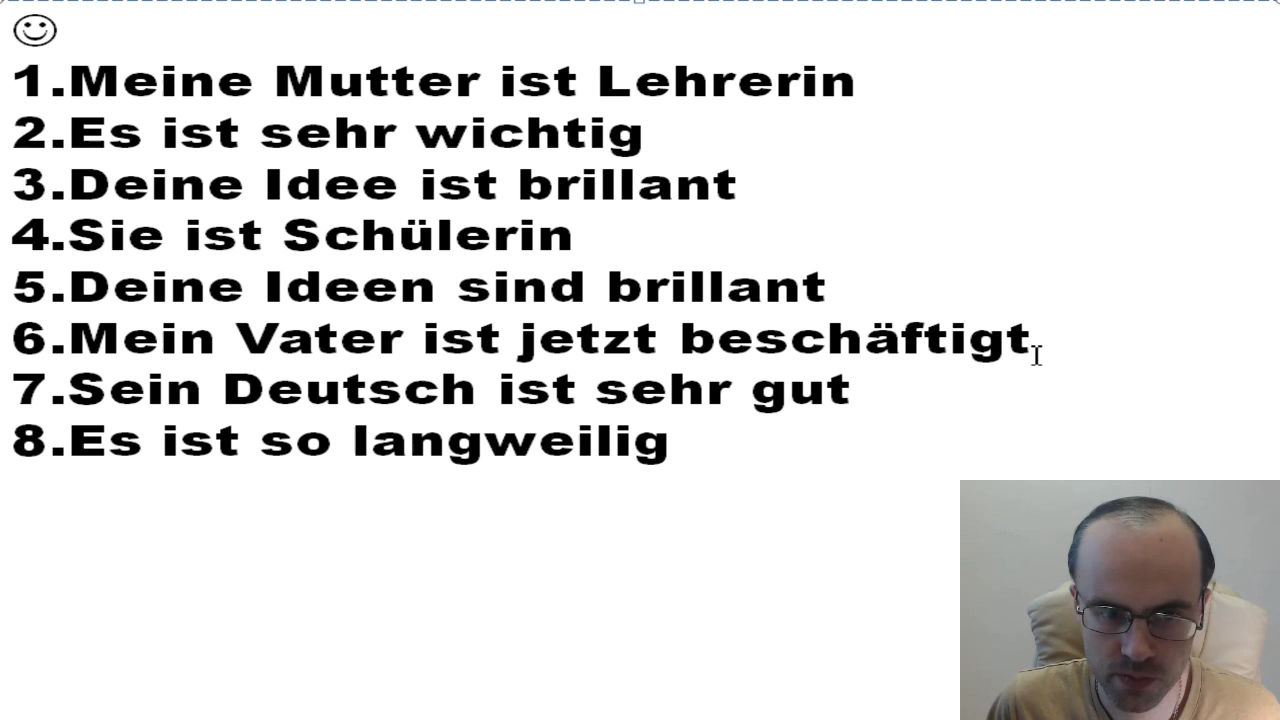 1.Meine Mutter ist Lehrerin
2.Es ist sehr wichtig
3.Deine Idee ist brillant
4.Sie ist Schülerin
5.Deine Ideen sind brillant
6.Mein Vater ist jetzt beschäftigt
7.Sein Deutsch ist sehr gut
8.Es ist so langweilig